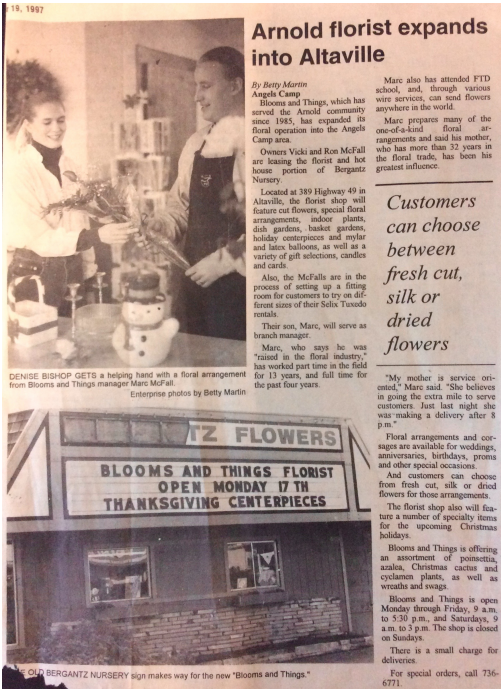 19, 1997
Arnold florist expands
into Altaville
By Betty Martin
Angels Camp
Blooms and Things, which has
served the Arnold community
since 1985, has expanded its
floral operation into the Angels
Camp area.
Owners Vicki and Ron McFall
are leasing the florist and hot
house portion of Bergantz
Nursery.
Located at 389 Highway 49 in
Altaville, the florist shop will
feature cut flowers, special floral
arrangements, indoor plants,
dish gardens, basket gardens,
holiday centerpieces and mylar
and latex balloons, as well as a
variety of gift selections, candles
and cards.
Also, the McFalls are in the
process of setting up a fitting
room for customers to try on dif-
ferent sizes of their Selix Tuxedo
rentals.
Their son, Marc, will serve as
branch manager.
Marc, who says he was
"raised in the floral industry,"
has worked part time in the field
for 13 years, and full time for
the past four years.
Marc also has attended FTD
school, and, through various
wire services, can send flowers
anywhere in the world.
Marc prepares many of the
one-of-a-kind floral ar-
rangements and said his mother,
who has more than 32 years in
the floral trade, has been his
greatest influence.
Customers
can choose
between
fresh cut,
silk or
dried
flowers
"My mother is service ori-
ented," Marc said. "She believes
in going the extra mile to serve
customers. Just last night she
was making a delivery after 8
p.m."
Floral arrangements and cor-
sages are available for weddings,
anniversaries, birthdays, proms
and other special occasions.
And customers can choose
from fresh cut, silk or dried
flowers for those arrangements.
The florist shop also will fea-
ture a number of specialty items
for the upcoming Christmas
holidays.
Blooms and Things is offering
an assortment of poinsettia,
azalea, Christmas cactus and
cyclamen plants, as well as
wreaths and swags.
Blooms and Things is open
Monday through Friday, 9 a.m.
to 5:30 p.m., and Saturdays, 9
a.m. to 3 p.m. The shop is closed
on Sundays.
There is a small charge for
deliveries.
For special orders, call 736-
6771.
DENISE BISHOP GETS a helping hand with a floral arrangement
from Blooms and Things manager Marc McFall.
Enterprise photos by Betty Martin
TZ FLOWERS
BLOOMS AND THINGS FLORIST
OPEN MONDAY 17 TH
THANKSGIVING CENTERPIECES
OLD BERGANTZ NURSERY sign makes way for the new "Blooms and Things."